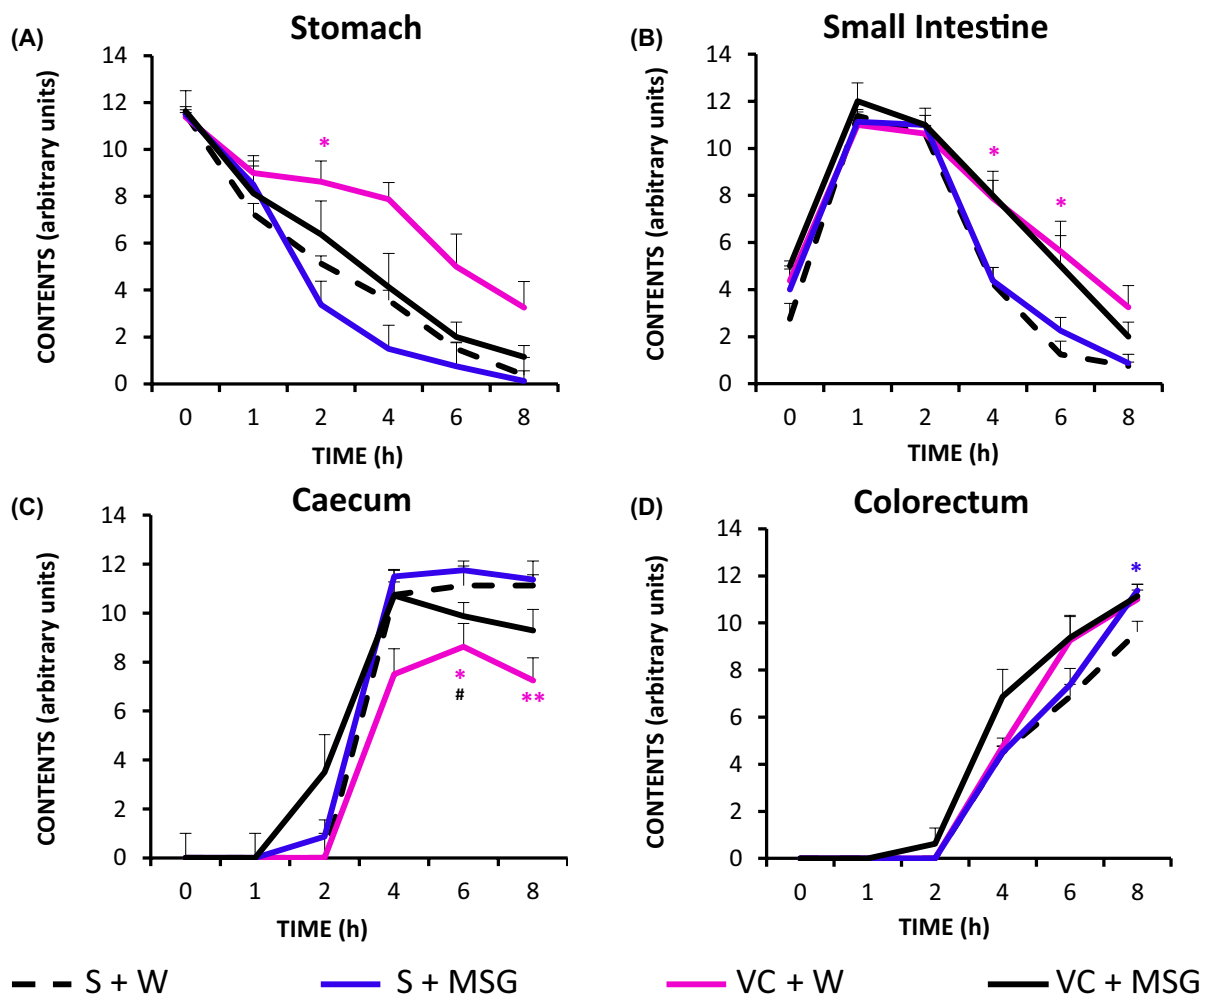 (A) Stomach
CONTENTS (arbitrary units)
14
12
10
8
6
4
2
0
*
0 1 2 4 6 8
TIME (h)
(B) Small Intestine
CONTENTS (arbitrary units)
14
12
10
8
6
4
2
0
*
*
0 1 2 4 6 8
TIME (h)
(C) Caecum
CONTENTS (arbitrary units)
14
12
10
8
6
4
2
0
* **
#
0 1 2 4 6 8
TIME (h)
(D) Colorectum
CONTENTS (arbitrary units)
14
12
10
8
6
4
2
0
*
0 1 2 4 6 8
TIME (h)
S + W S + MSG VC + W VC + MSG